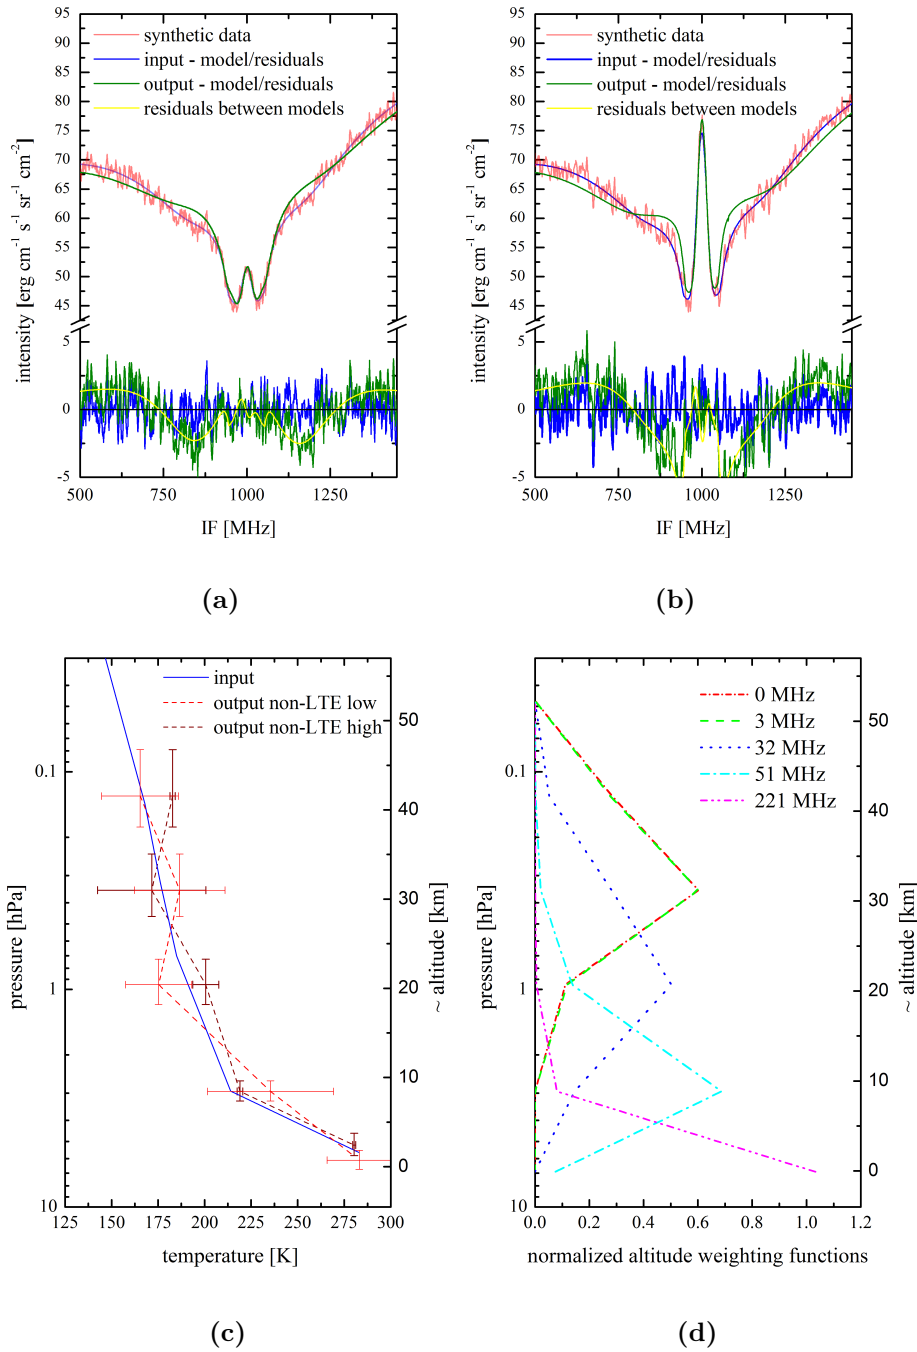 95
90
85
80
75
70
65
60
55
50
45
5
0
-5
500
750
1000
1250
synthetic data
input - model/residuals
output - model/residuals
residuals between models
intensity [erg cm⁻¹ s⁻¹ sr⁻¹ cm⁻²]
IF [MHz]
(a)
95
90
85
80
75
70
65
60
55
50
45
5
0
-5
500
750
1000
1250
synthetic data
input - model/residuals
output - model/residuals
residuals between models
intensity [erg cm⁻¹ s⁻¹ sr⁻¹ cm⁻²]
IF [MHz]
(b)
input
output non-LTE low
output non-LTE high
0.1
1
10
pressure [hPa]
50
40
30
20
10
0
~ altitude [km]
125
150
175
200
225
250
275
300
temperature [K]
(c)
0 MHz
3 MHz
32 MHz
51 MHz
221 MHz
0.1
1
10
pressure [hPa]
50
40
30
20
10
0
~ altitude [km]
0.0
0.2
0.4
0.6
0.8
1.0
1.2
normalized altitude weighting functions
(d)